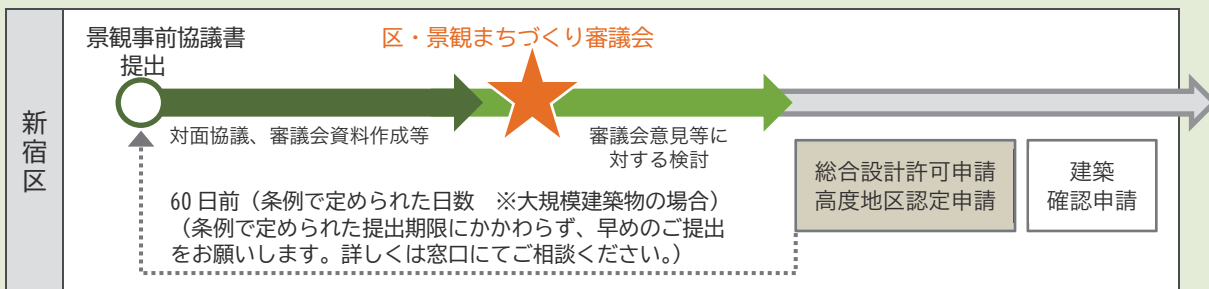 新宿区
景観事前協議書
提出
区・景観まちづくり審議会
対面協議、審議会資料作成等
審議会意見等に
対する検討
60日前（条例で定められた日数　※大規模建築物の場合）
（条例で定められた提出期限にかかわらず、早めのご提出
をお願いします。詳しくは窓口にてご相談ください。）
総合設計許可申請
高度地区認定申請
建築
確認申請